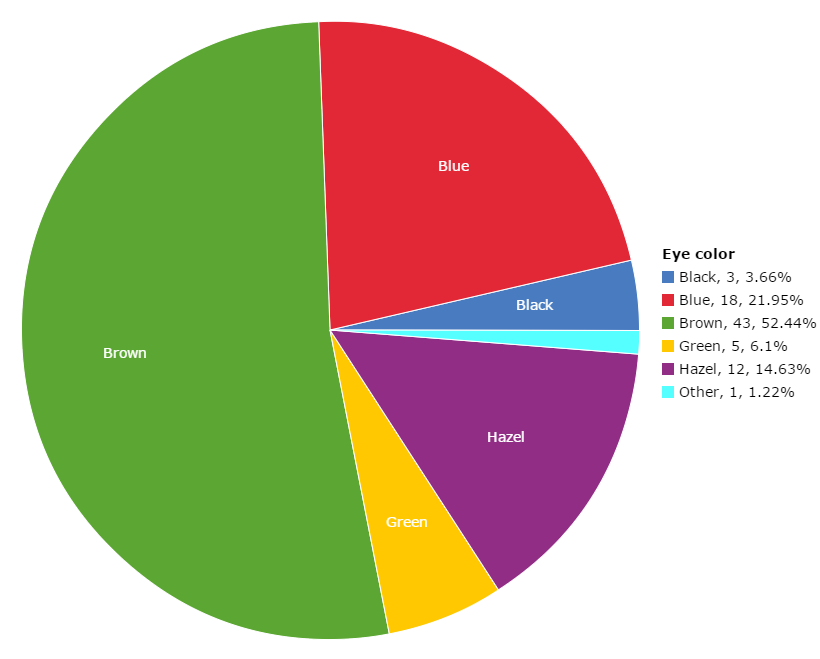 Blue
Black
Brown
Hazel
Green
Eye color
Black, 3, 3.66%
Blue, 18, 21.95%
Brown, 43, 52.44%
Green, 5, 6.1%
Hazel, 12, 14.63%
Other, 1, 1.22%